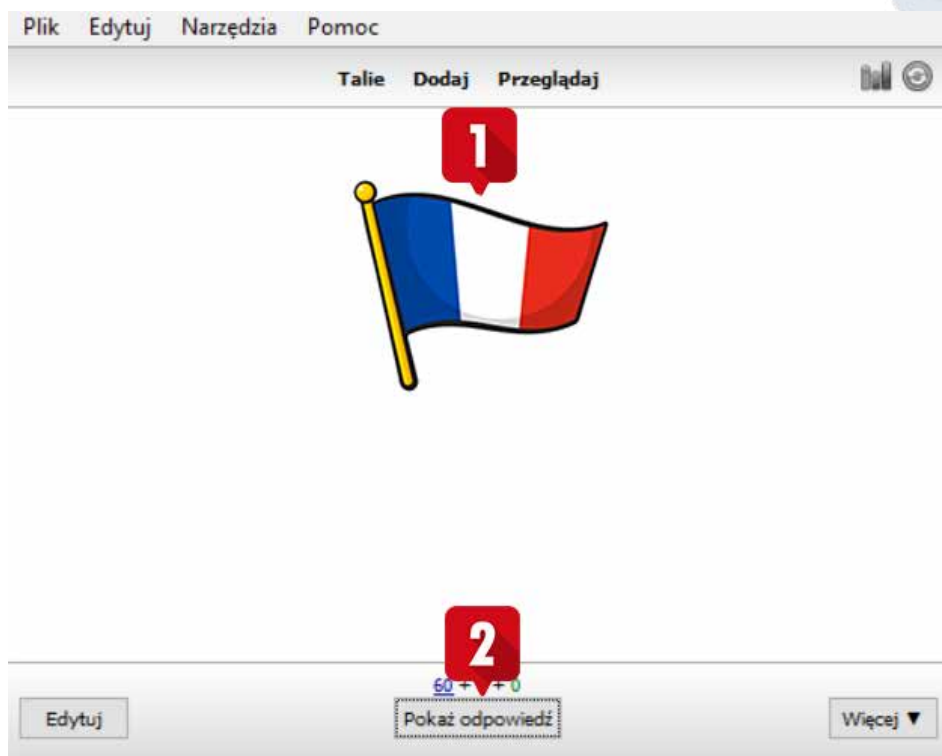 Plik Edytuj Narzędzia Pomoc
Talie Dodaj Przeglądaj
1
2
60 + + 0
Edytuj Pokaż odpowiedź Więcej ▼